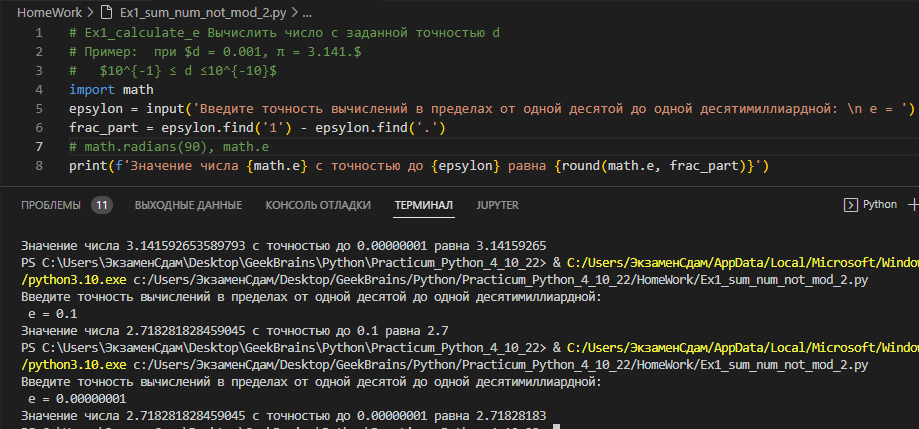 HomeWork > Ex1_sum_num_not_mod_2.py > ...
1 # Ex1_calculate_e Вычислить число c заданной точностью d
2 # Пример: при $d = 0.001, π = 3.141.$
3 # $10^{-1} ≤ d ≤10^{-10}$
4 import math
5 epsylon = input('Введите точность вычислений в пределах от одной десятой до одной десятимиллиардной: \n e = ')
6 frac_part = epsylon.find('1') - epsylon.find('.')
7 # math.radians(90), math.e
8 print(f'Значение числа {math.e} с точностью до {epsylon} равна {round(math.e, frac_part)}')
ПРОБЛЕМЫ 11 ВЫХОДНЫЕ ДАННЫЕ КОНСОЛЬ ОТЛАДКИ ТЕРМИНАЛ JUPYTER Python +
Значение числа 3.141592653589793 с точностью до 0.00000001 равна 3.14159265
PS C:\Users\ЭкзаменСдам\Desktop\GeekBrains\Python\Practicum_Python_4_10_22> & C:/Users/ЭкзаменСдам/AppData/Local/Microsoft/Window
/python3.10.exe c:/Users/ЭкзаменСдам/Desktop/GeekBrains/Python/Practicum_Python_4_10_22/HomeWork/Ex1_sum_num_not_mod_2.py
Введите точность вычислений в пределах от одной десятой до одной десятимиллиардной:
e = 0.1
Значение числа 2.718281828459045 с точностью до 0.1 равна 2.7
PS C:\Users\ЭкзаменСдам\Desktop\GeekBrains\Python\Practicum_Python_4_10_22> & C:/Users/ЭкзаменСдам/AppData/Local/Microsoft/Window
/python3.10.exe c:/Users/ЭкзаменСдам/Desktop/GeekBrains/Python/Practicum_Python_4_10_22/HomeWork/Ex1_sum_num_not_mod_2.py
Введите точность вычислений в пределах от одной десятой до одной десятимиллиардной:
e = 0.00000001
Значение числа 2.718281828459045 с точностью до 0.00000001 равна 2.71828183